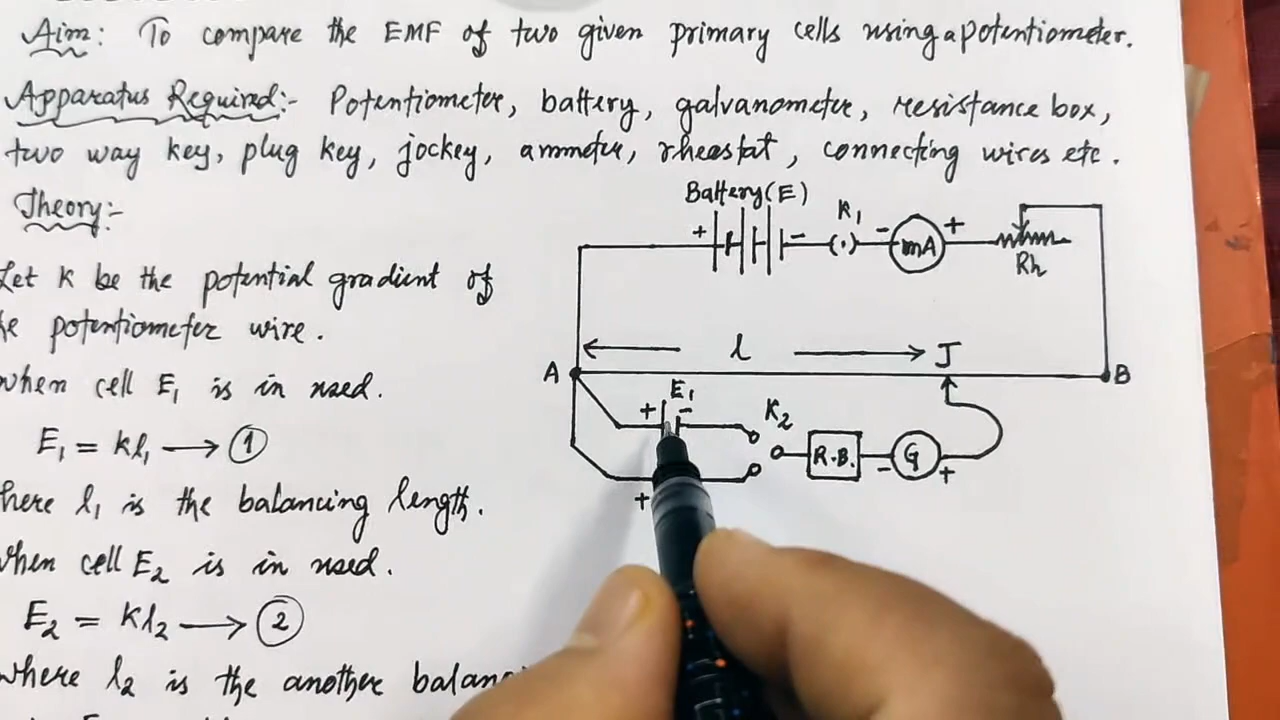 Aim: To compare the EMF of two given primary cells using a potentiometer.
Apparatus Required:- Potentiometer, battery, galvanometer, resistance box,
two way key, plug key, jockey, ammeter, rheostat, connecting wires etc.
Theory:-
Let K be the potential gradient of
potentiometer wire.
when cell E₁ is in used.
E₁ = Kl₁ ⟶ ①
here l₁ is the balancing length.
when cell E₂ is in used.
E₂ = Kl₂ ⟶ ②
where l₂ is the another
Battery(E)
+ - K₁ - mA +
Rh
l J
A B
+ E₁ - K₂
R.B. - G +
+